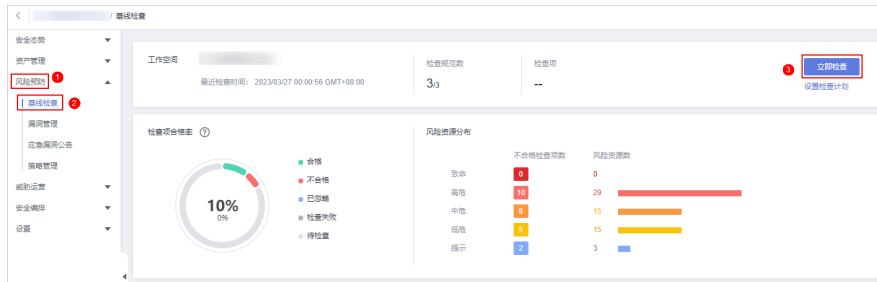 / 基线检查
安全态势
资产管理
风险预防 1
基线检查 2
漏洞管理
应急漏洞公告
策略管理
威胁运营
安全编排
设置
工作空间
最近检查时间： 2023/03/27 00:00:56 GMT+08:00
检查规范数
3/3
检查项
--
3 立即检查
设置检查计划
检查项合格率 ?
10%
0%
合格
不合格
已忽略
检查失败
待检查
风险资源分布
不合格检查项数 风险资源数
致命 0 0
高危 10 29
中危 8 15
低危 5 15
提示 2 3